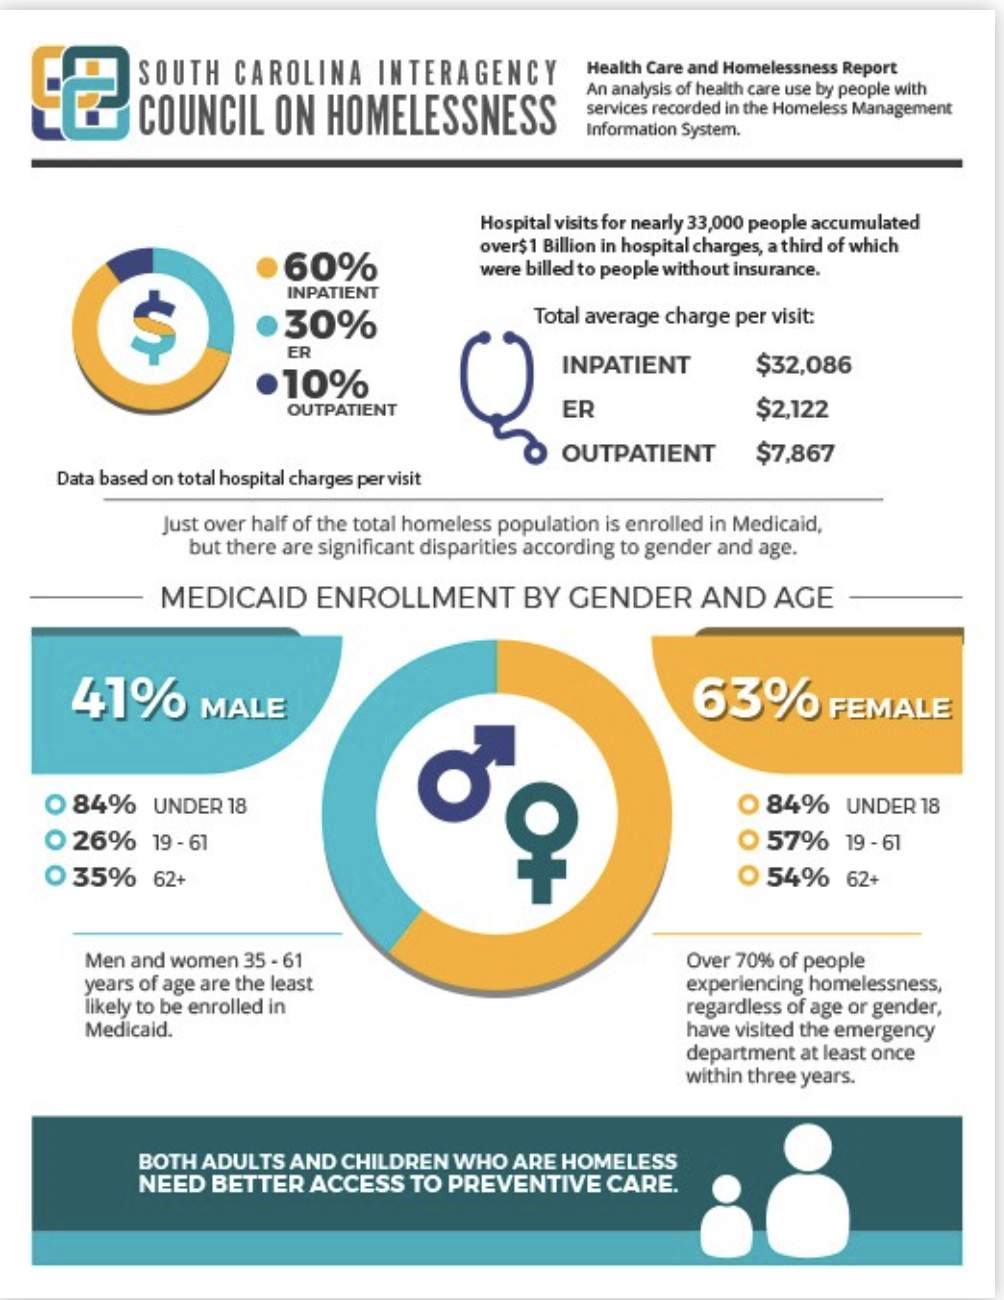 SOUTH CAROLINA INTERAGENCY
COUNCIL ON HOMELESSNESS
Health Care and Homelessness Report
An analysis of health care use by people with
services recorded in the Homeless Management
Information System.
$
60%
INPATIENT
30%
ER
10%
OUTPATIENT
Data based on total hospital charges per visit
Hospital visits for nearly 33,000 people accumulated
over$1 Billion in hospital charges, a third of which
were billed to people without insurance.
Total average charge per visit:
INPATIENT $32,086
ER $2,122
OUTPATIENT $7,867
Just over half of the total homeless population is enrolled in Medicaid,
but there are significant disparities according to gender and age.
MEDICAID ENROLLMENT BY GENDER AND AGE
41% MALE
84% UNDER 18
26% 19 - 61
35% 62+
Men and women 35 - 61
years of age are the least
likely to be enrolled in
Medicaid.
63% FEMALE
84% UNDER 18
57% 19 - 61
54% 62+
Over 70% of people
experiencing homelessness,
regardless of age or gender,
have visited the emergency
department at least once
within three years.
BOTH ADULTS AND CHILDREN WHO ARE HOMELESS
NEED BETTER ACCESS TO PREVENTIVE CARE.